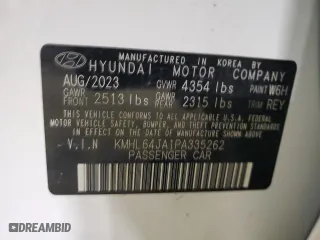 MANUFACTURED IN KOREA BY
HYUNDAI MOTOR COMPANY
AUG/2023 GVWR 4354 lbs PAINT W6H
GAWR FRONT 2513 lbs GAWR REAR 2315 lbs TRIM REY
THIS VEHICLE CONFORMS TO ALL
APPLICABLE U.S.A. FEDERAL MOTOR VEHICLE
SAFETY, BUMPER, AND THEFT PREVENTION
STANDARDS IN EFFECT ON THE DATE OF
MANUFACTURE SHOWN ABOVE.
V.I.N KMHL64JA1PA335262
PASSENGER CAR
DREAMBID